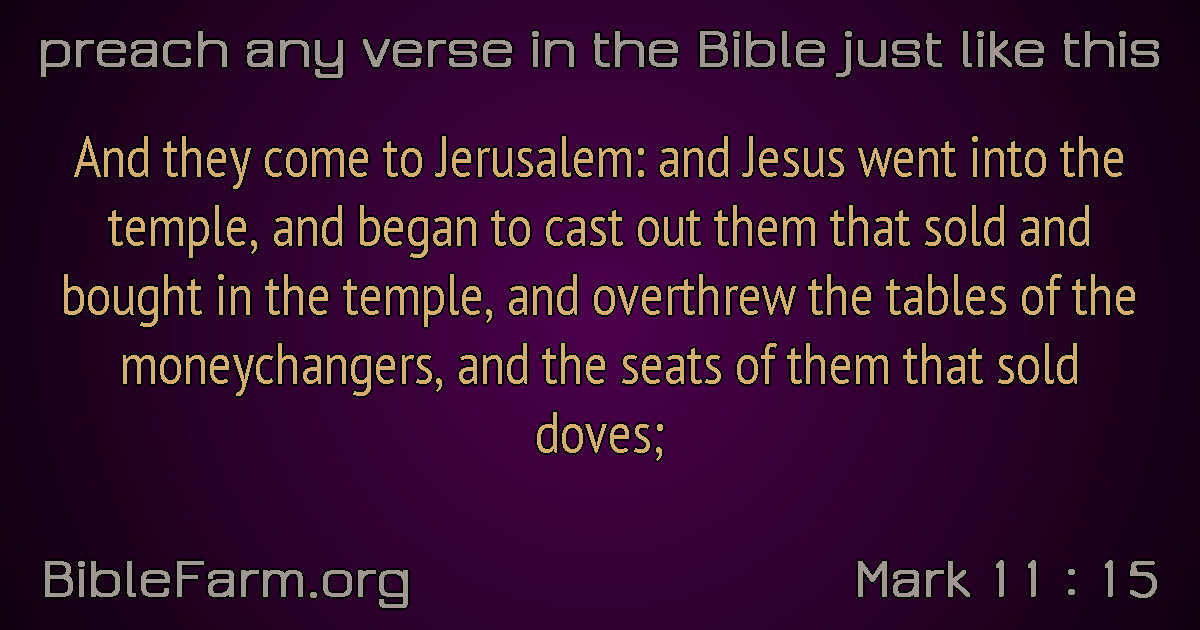 preach any verse in the Bible just like this
And they come to Jerusalem: and Jesus went into the
temple, and began to cast out them that sold and
bought in the temple, and overthrew the tables of the
moneychangers, and the seats of them that sold
doves;
BibleFarm.org
Mark 11 : 15